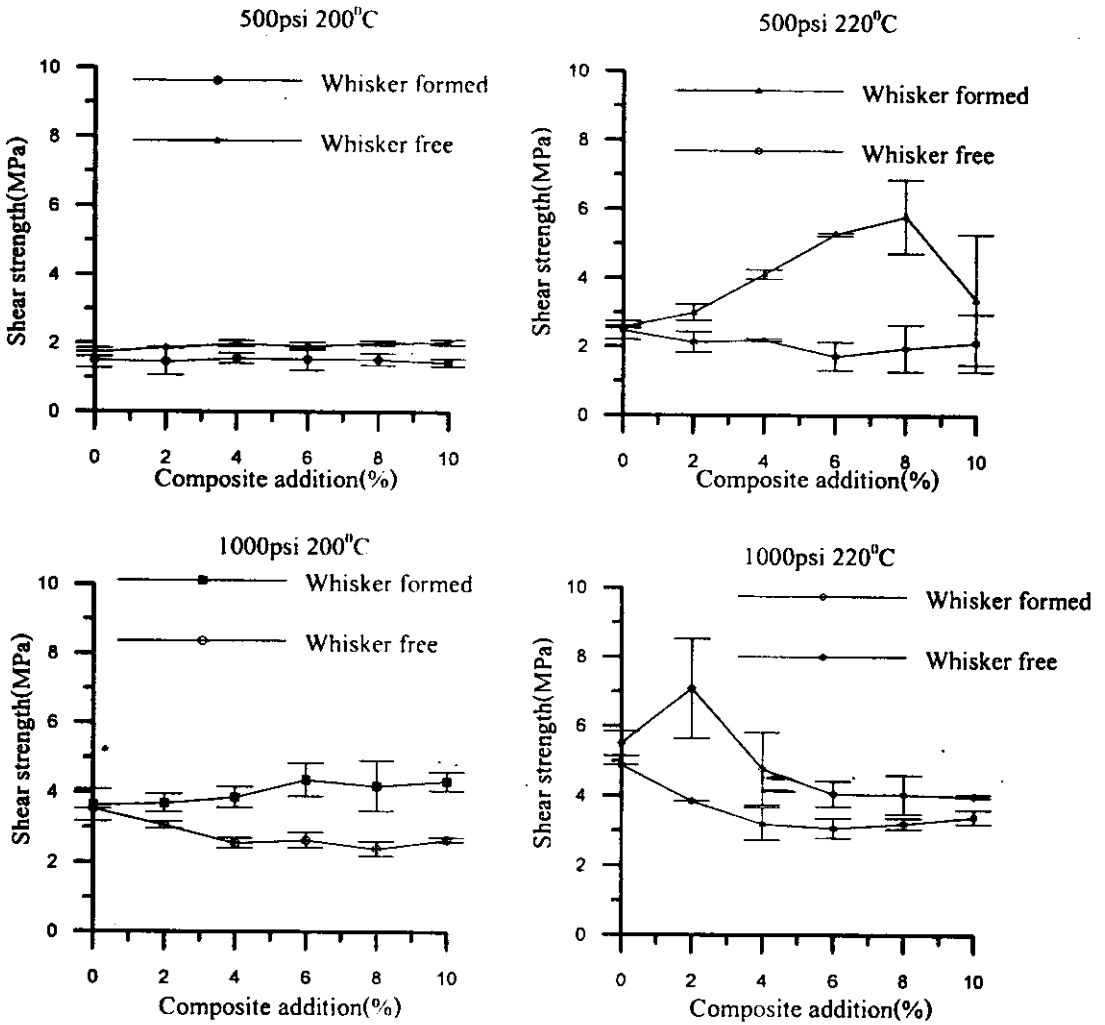 500psi 200⁰C
10
8
6
4
2
0
Shear strength(MPa)
Whisker formed
Whisker free
0 2 4 6 8 10
Composite addition(%)
500psi 220⁰C
10
8
6
4
2
0
Shear strength(MPa)
Whisker formed
Whisker free
0 2 4 6 8 10
Composite addition(%)
1000psi 200⁰C
10
8
6
4
2
0
Shear strength(MPa)
Whisker formed
Whisker free
0 2 4 6 8 10
Composite addition(%)
1000psi 220⁰C
10
8
6
4
2
0
Shear strength(MPa)
Whisker formed
Whisker free
0 2 4 6 8 10
Composite addition(%)